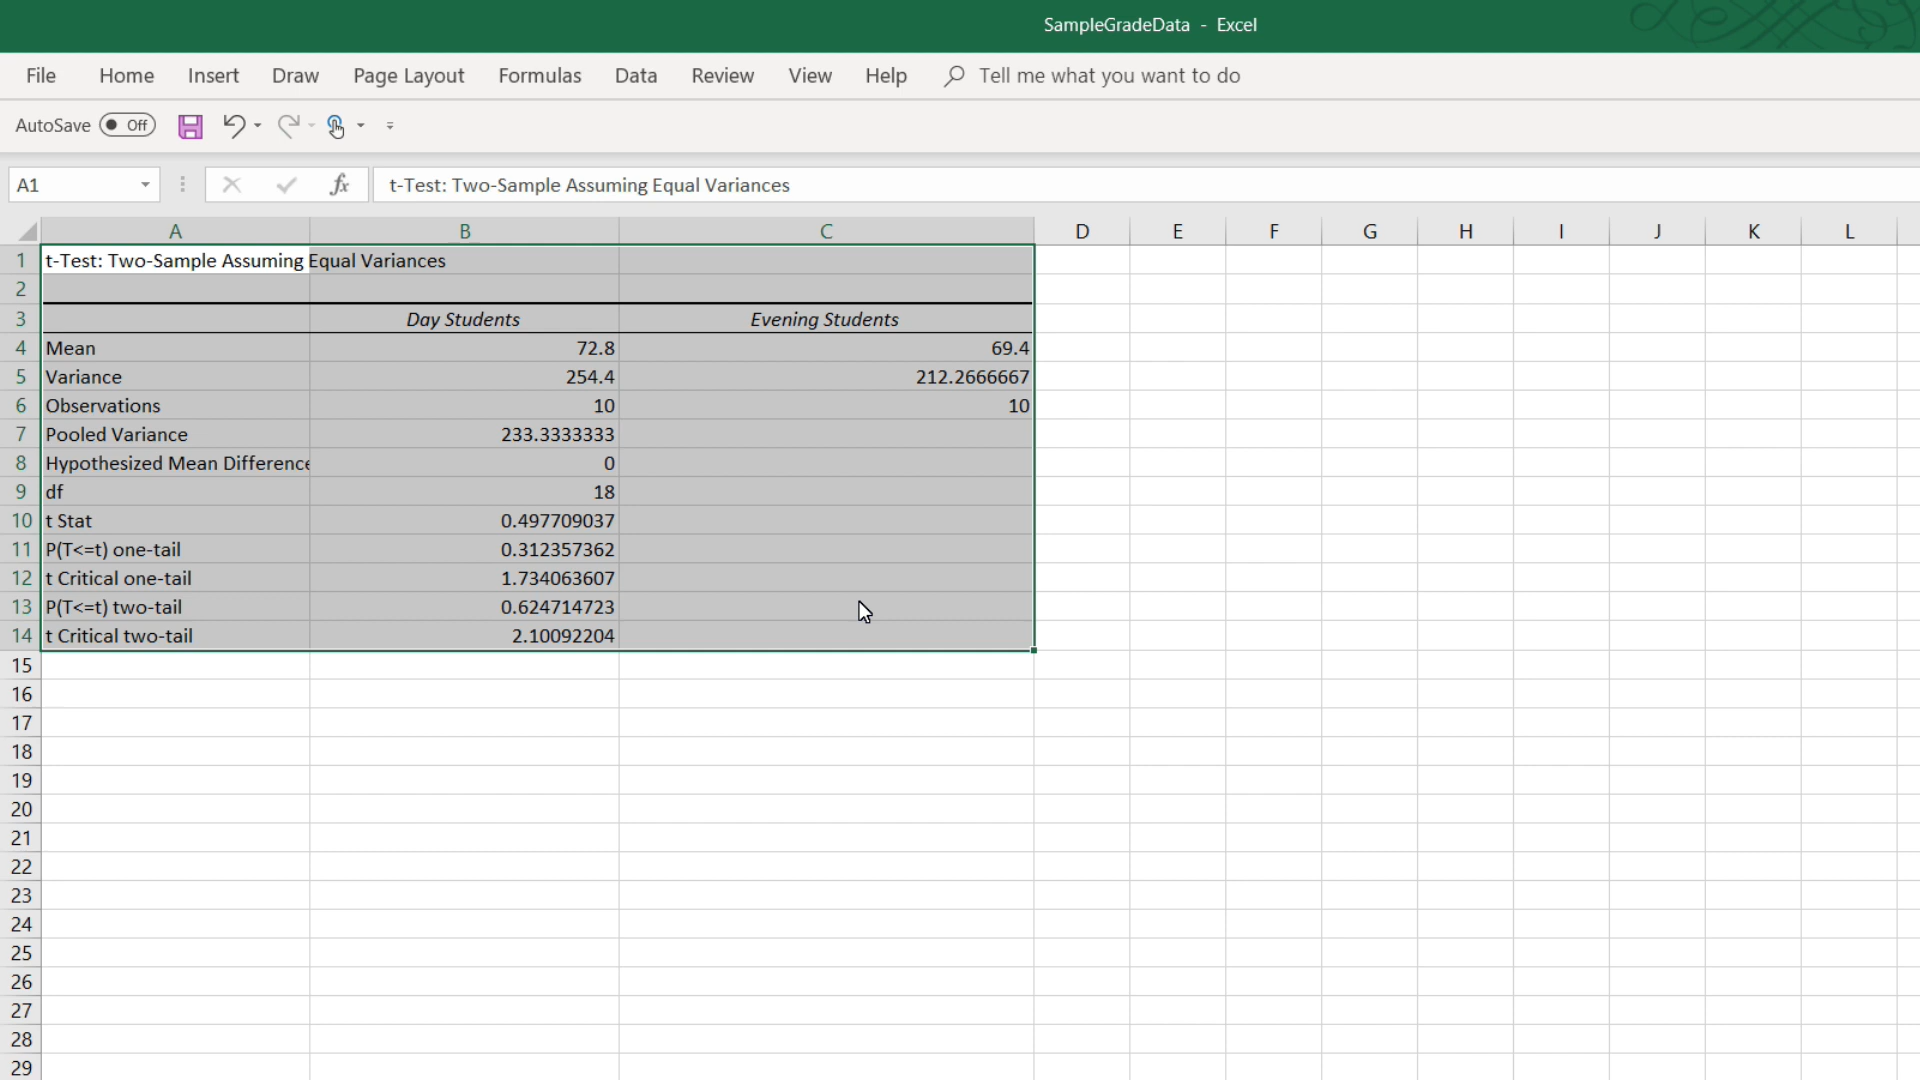 SampleGradeData - Excel
File Home Insert Draw Page Layout Formulas Data Review View Help Tell me what you want to do
AutoSave Off
A1 fx t-Test: Two-Sample Assuming Equal Variances
A B C D E F G H I J K L
1 t-Test: Two-Sample Assuming Equal Variances
2
3 Day Students Evening Students
4 Mean 72.8 69.4
5 Variance 254.4 212.2666667
6 Observations 10 10
7 Pooled Variance 233.3333333
8 Hypothesized Mean Difference 0
9 df 18
10 t Stat 0.497709037
11 P(T<=t) one-tail 0.312357362
12 t Critical one-tail 1.734063607
13 P(T<=t) two-tail 0.624714723
14 t Critical two-tail 2.10092204
15
16
17
18
19
20
21
22
23
24
25
26
27
28
29